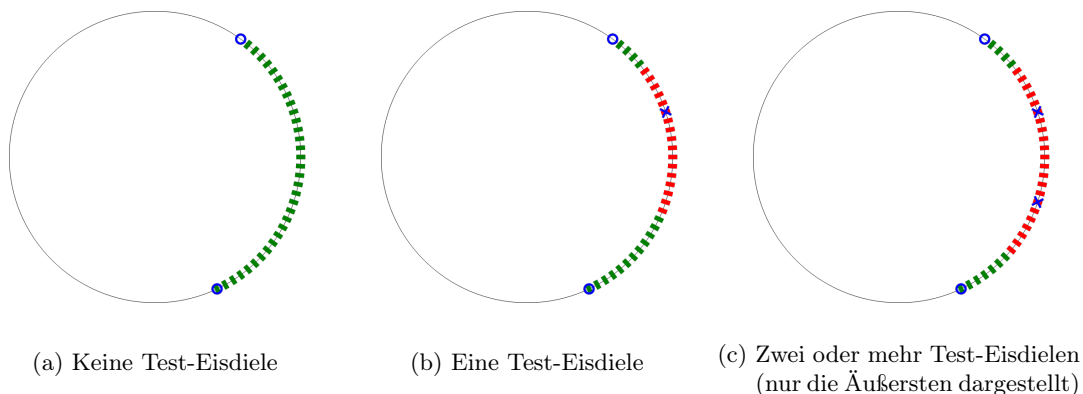 (a) Keine Test-Eisdiele
(b) Eine Test-Eisdiele
(c) Zwei oder mehr Test-Eisdielen
(nur die Äußersten dargestellt)